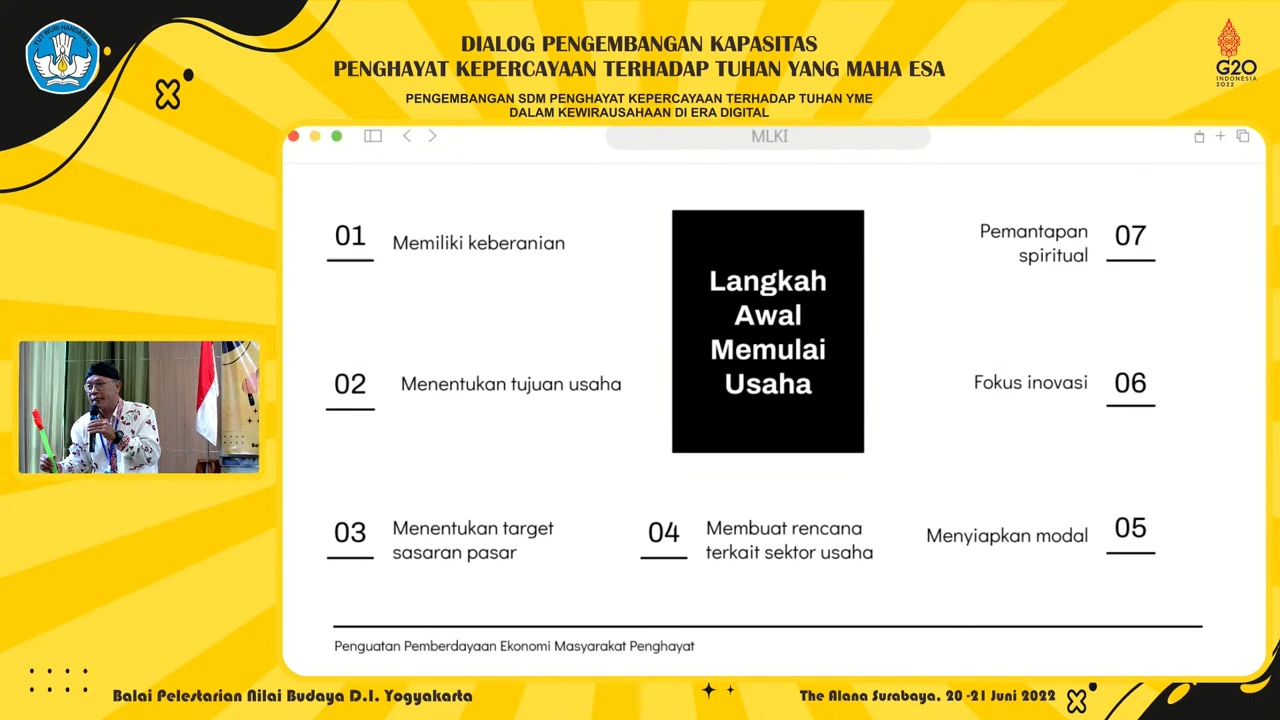 TUT WURI HANDAYANI
DIALOG PENGEMBANGAN KAPASITAS
PENGHAYAT KEPERCAYAAN TERHADAP TUHAN YANG MAHA ESA
PENGEMBANGAN SDM PENGHAYAT KEPERCAYAAN TERHADAP TUHAN YME
DALAM KEWIRAUSAHAAN DI ERA DIGITAL
G20
INDONESIA
2022
MLKI
01
Memiliki keberanian
02
Menentukan tujuan usaha
03
Menentukan target
sasaran pasar
Langkah
Awal
Memulai
Usaha
04
Membuat rencana
terkait sektor usaha
Menyiapkan modal
05
Fokus inovasi
06
Pemantapan
spiritual
07
Penguatan Pemberdayaan Ekonomi Masyarakat Penghayat
Balai Pelestarian Nilai Budaya D.I. Yogyakarta
The Alana Surabaya, 20 -21 Juni 2022